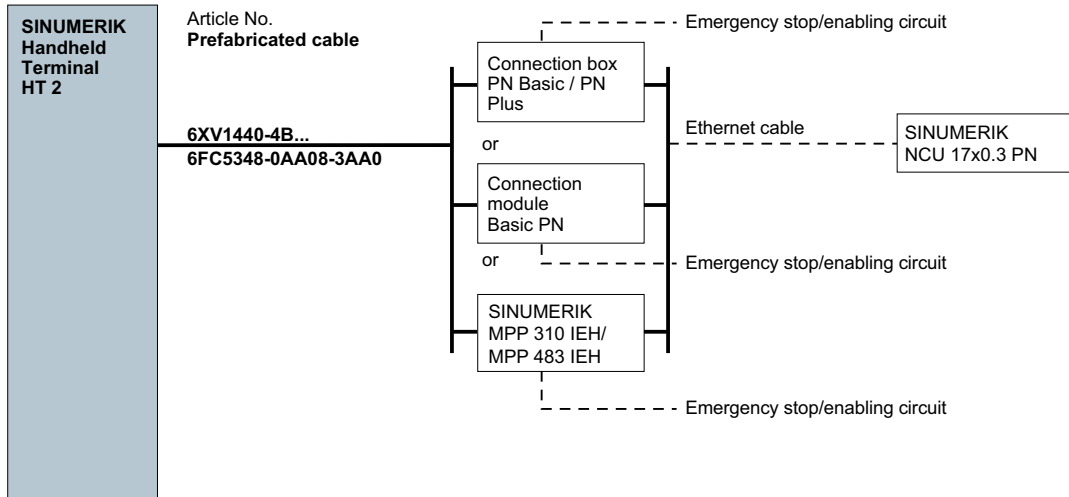 SINUMERIK
Handheld
Terminal
HT 2
Article No.
Prefabricated cable
6XV1440-4B...
6FC5348-0AA08-3AA0
Emergency stop/enabling circuit
Connection box
PN Basic / PN
Plus
or
Ethernet cable
SINUMERIK
NCU 17x0.3 PN
Connection
module
Basic PN
or
Emergency stop/enabling circuit
SINUMERIK
MPP 310 IEH/
MPP 483 IEH
Emergency stop/enabling circuit